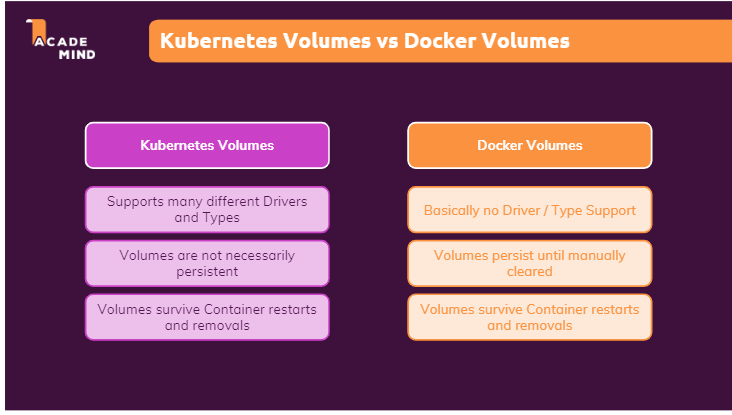 ACADE
MIND
Kubernetes Volumes vs Docker Volumes
Kubernetes Volumes
Supports many different Drivers
and Types
Volumes are not necessarily
persistent
Volumes survive Container restarts
and removals
Docker Volumes
Basically no Driver / Type Support
Volumes persist until manually
cleared
Volumes survive Container restarts
and removals